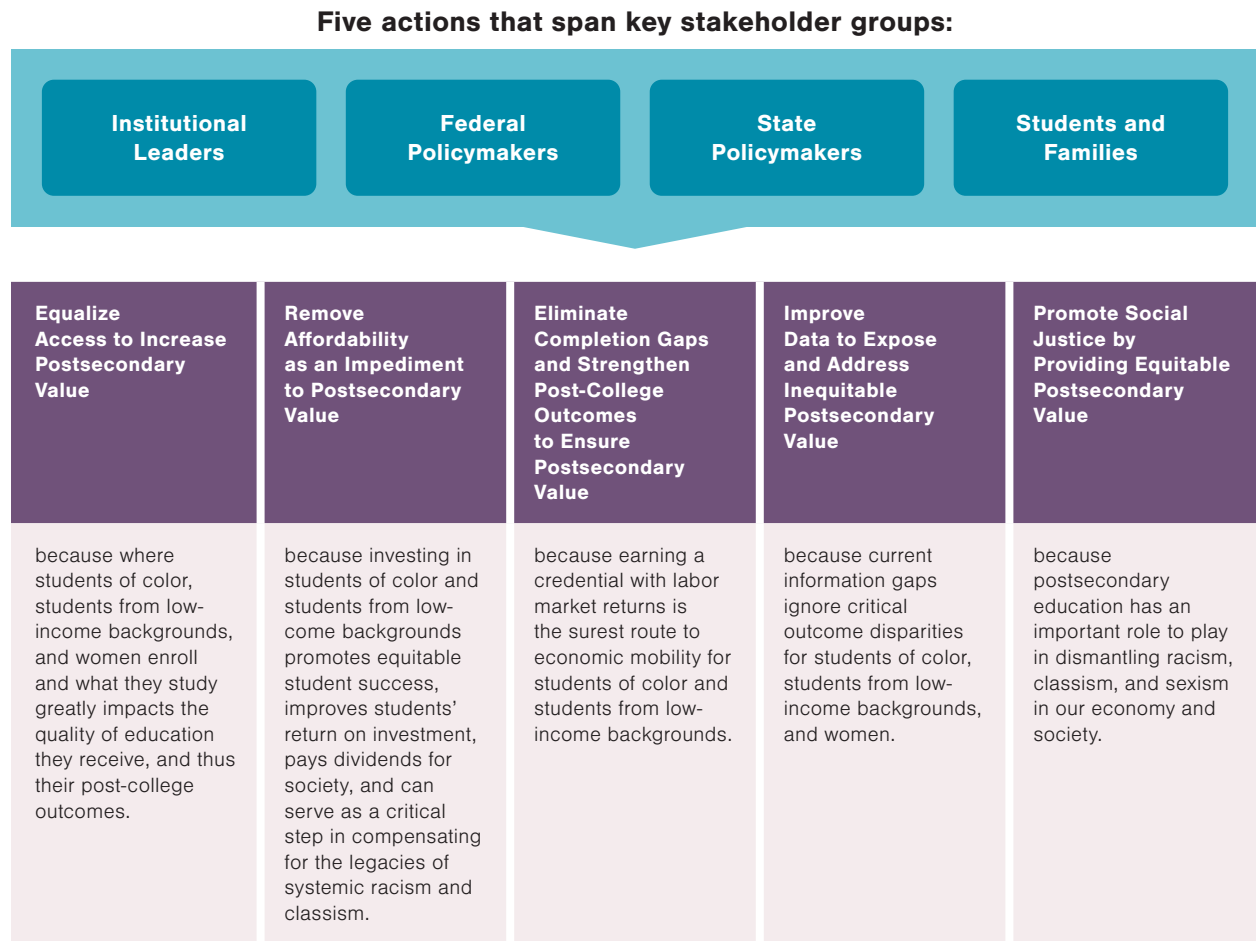 Five actions that span key stakeholder groups:
Institutional
Leaders
Federal
Policymakers
State
Policymakers
Students and
Families
Equalize
Access to Increase
Postsecondary
Value
because where
students of color,
students from low-
income backgrounds,
and women enroll
and what they study
greatly impacts the
quality of education
they receive, and thus
their post-college
outcomes.
Remove
Affordability
as an Impediment
to Postsecondary
Value
because investing in
students of color and
students from low-
come backgrounds
promotes equitable
student success,
improves students’
return on investment,
pays dividends for
society, and can
serve as a critical
step in compensating
for the legacies of
systemic racism and
classism.
Eliminate
Completion Gaps
and Strengthen
Post-College
Outcomes
to Ensure
Postsecondary
Value
because earning a
credential with labor
market returns is
the surest route to
economic mobility for
students of color and
students from low-
income backgrounds.
Improve
Data to Expose
and Address
Inequitable
Postsecondary
Value
because current
information gaps
ignore critical
outcome disparities
for students of color,
students from low-
income backgrounds,
and women.
Promote Social
Justice by
Providing Equitable
Postsecondary
Value
because
postsecondary
education has an
important role to play
in dismantling racism,
classism, and sexism
in our economy and
society.